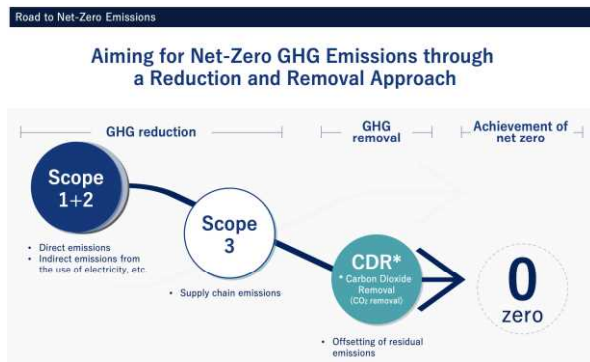 Road to Net-Zero Emissions
Aiming for Net-Zero GHG Emissions through
a Reduction and Removal Approach
GHG reduction
GHG
removal
Achievement of
net zero
Scope
1+2
• Direct emissions
• Indirect emissions from
the use of electricity, etc.
Scope
3
• Supply chain emissions
CDR*
* Carbon Dioxide
Removal
(CO₂ removal)
• Offsetting of residual
emissions
0
zero